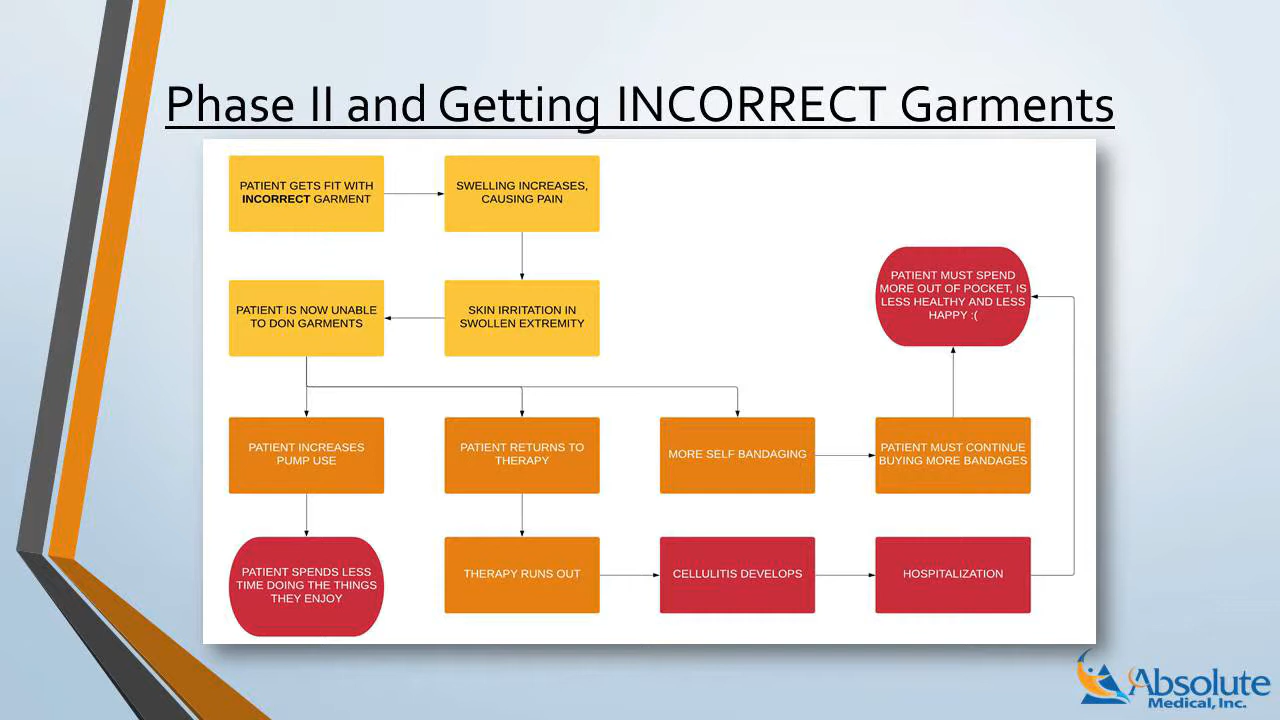 Phase II and Getting INCORRECT Garments
PATIENT GETS FIT WITH
INCORRECT GARMENT
SWELLING INCREASES,
CAUSING PAIN
PATIENT IS NOW UNABLE
TO DON GARMENTS
SKIN IRRITATION IN
SWOLLEN EXTREMITY
PATIENT MUST SPEND
MORE OUT OF POCKET, IS
LESS HEALTHY AND LESS
HAPPY :(
PATIENT INCREASES
PUMP USE
PATIENT RETURNS TO
THERAPY
MORE SELF BANDAGING
PATIENT MUST CONTINUE
BUYING MORE BANDAGES
PATIENT SPENDS LESS
TIME DOING THE THINGS
THEY ENJOY
THERAPY RUNS OUT
CELLULITIS DEVELOPS
HOSPITALIZATION
Absolute
Medical, Inc.